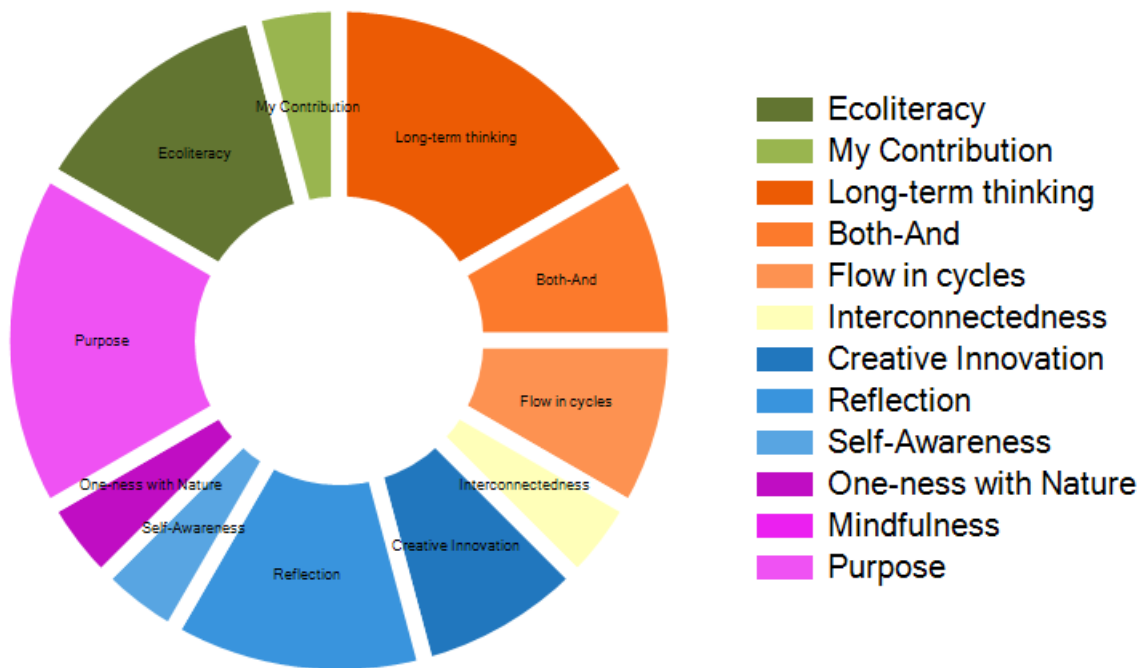 My Contribution
Long-term thinking
Ecoliteracy
Both-And
Purpose
Flow in cycles
One-ness with Nature
Interconnectedness
Self-Awareness
Creative Innovation
Reflection
Ecoliteracy
My Contribution
Long-term thinking
Both-And
Flow in cycles
Interconnectedness
Creative Innovation
Reflection
Self-Awareness
One-ness with Nature
Mindfulness
Purpose